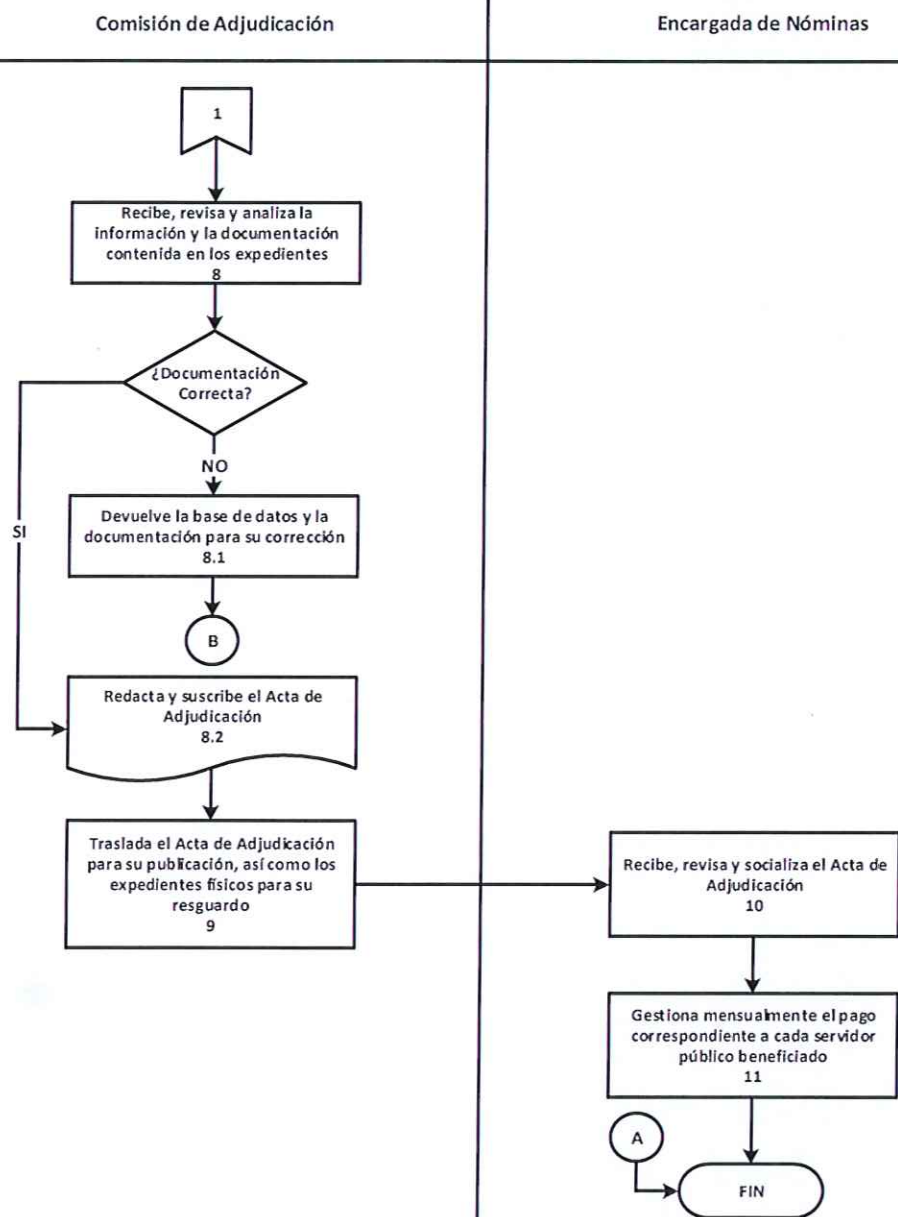 Comisión de Adjudicación
Encargada de Nóminas
1
Recibe, revisa y analiza la
información y la documentación
contenida en los expedientes
8
¿Documentación
Correcta?
NO
SI
Devuelve la base de datos y la
documentación para su corrección
8.1
B
Redacta y suscribe el Acta de
Adjudicación
8.2
Traslada el Acta de Adjudicación
para su publicación, así como los
expedientes físicos para su
resguardo
9
Recibe, revisa y socializa el Acta de
Adjudicación
10
Gestiona mensualmente el pago
correspondiente a cada servidor
público beneficiado
11
A
FIN